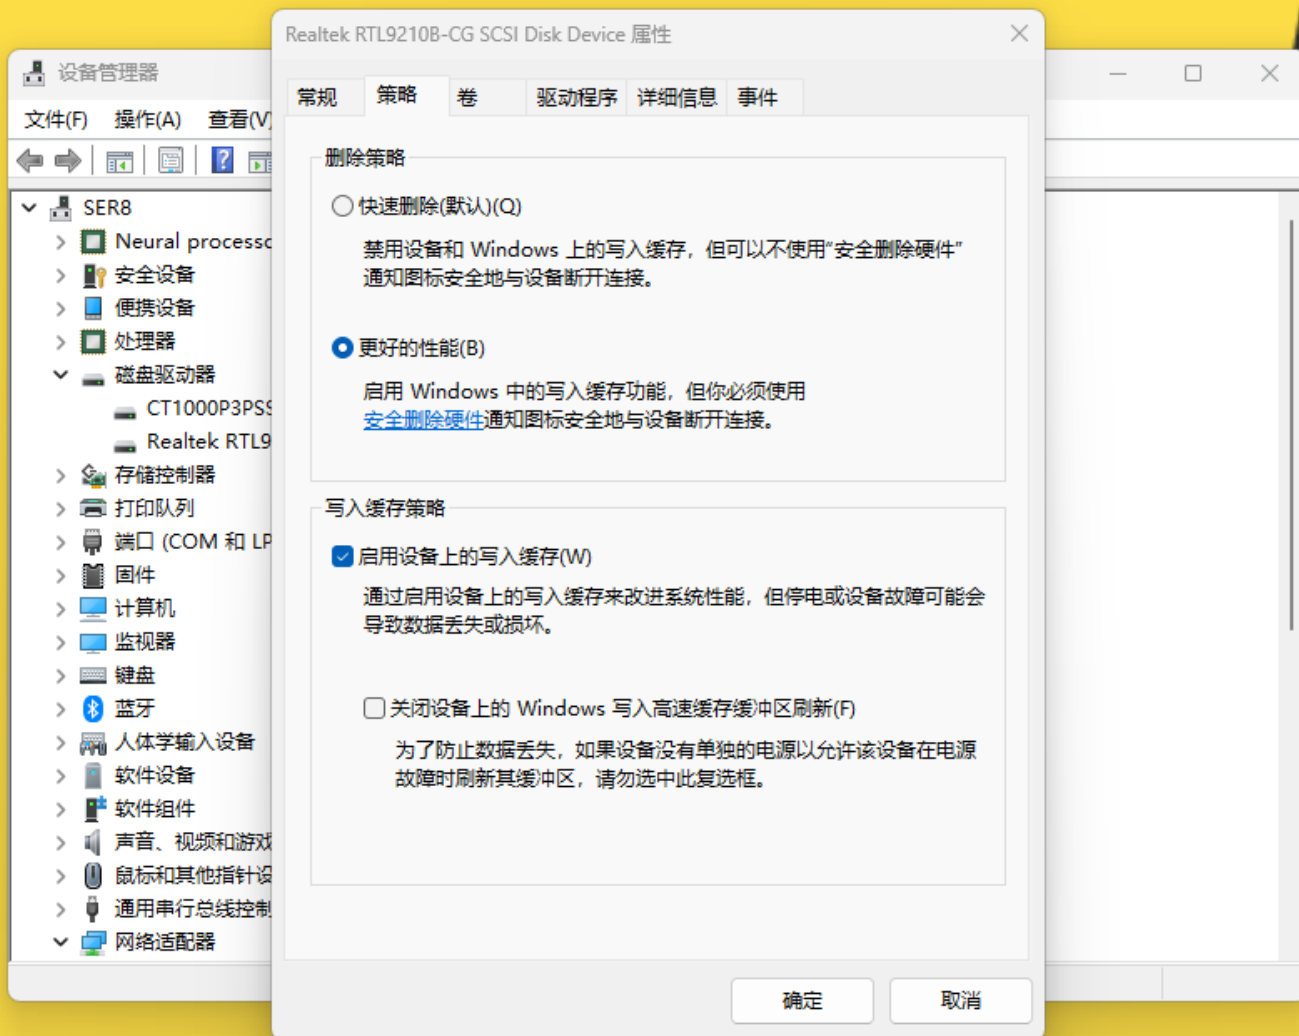 Realtek RTL9210B-CG SCSI Disk Device 属性
设备管理器
文件(F) 操作(A) 查看(V)
常规 策略 卷 驱动程序 详细信息 事件
SER8
Neural processo
安全设备
便携设备
处理器
磁盘驱动器
CT1000P3PSS
Realtek RTL9
存储控制器
打印队列
端口 (COM 和 LP
固件
计算机
监视器
键盘
蓝牙
人体学输入设备
软件设备
软件组件
声音、视频和游戏
鼠标和其他指针设
通用串行总线控制
网络适配器
删除策略
快速删除(默认)(Q)
禁用设备和 Windows 上的写入缓存，但可以不使用“安全删除硬件”
通知图标安全地与设备断开连接。
更好的性能(B)
启用 Windows 中的写入缓存功能，但你必须使用
安全删除硬件通知图标安全地与设备断开连接。
写入缓存策略
启用设备上的写入缓存(W)
通过启用设备上的写入缓存来改进系统性能，但停电或设备故障可能会
导致数据丢失或损坏。
关闭设备上的 Windows 写入高速缓存缓冲区刷新(F)
为了防止数据丢失，如果设备没有单独的电源以允许该设备在电源
故障时刷新其缓冲区，请勿选中此复选框。
确定 取消